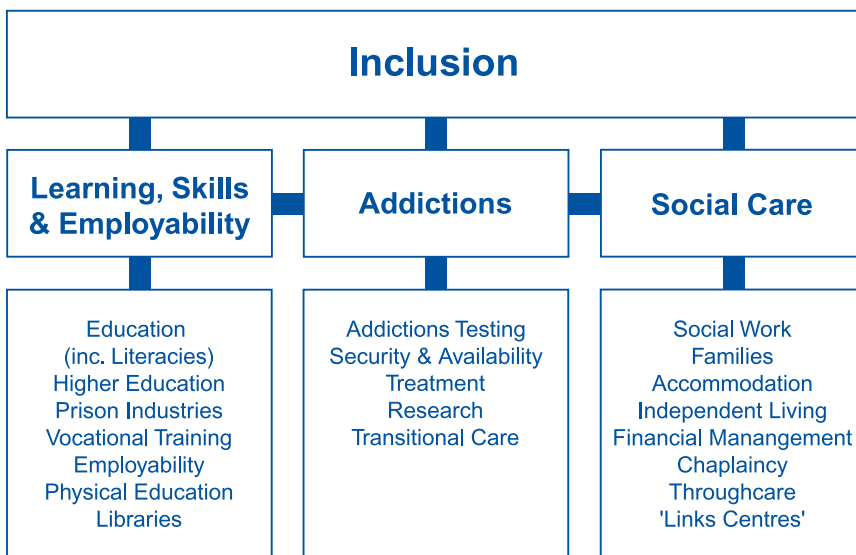 Inclusion
Learning, Skills
& Employability
Addictions
Social Care
Education
(inc. Literacies)
Higher Education
Prison Industries
Vocational Training
Employability
Physical Education
Libraries
Addictions Testing
Security & Availability
Treatment
Research
Transitional Care
Social Work
Families
Accommodation
Independent Living
Financial Manangement
Chaplaincy
Throughcare
'Links Centres'